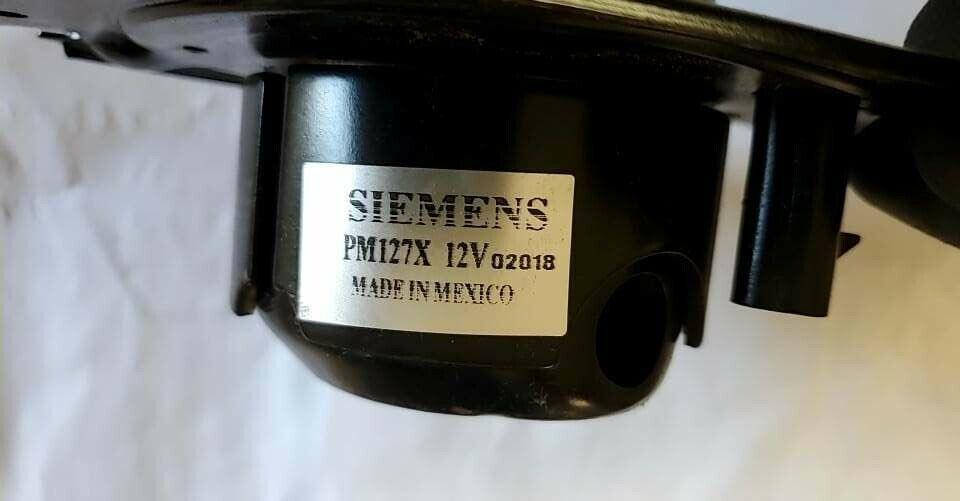 SIEMENS
PM127X 12V 02018
MADE IN MEXICO